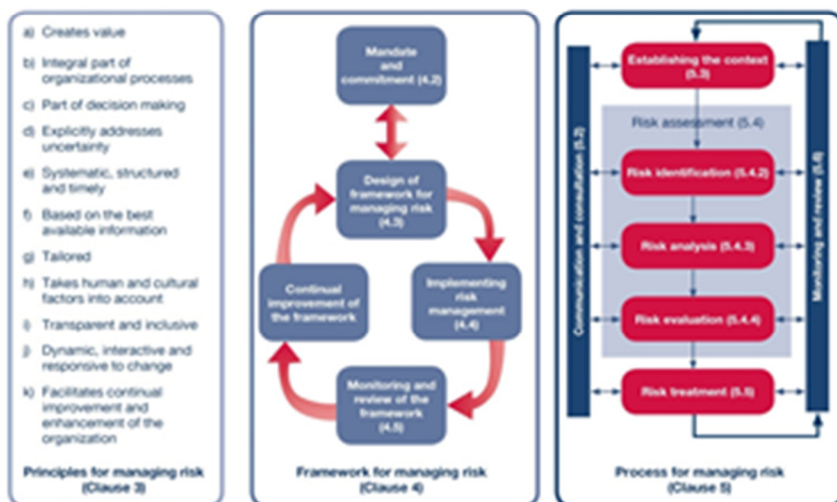 a) Creates value
b) Integral part of
organizational processes
c) Part of decision making
d) Explicitly addresses
uncertainty
e) Systematic, structured
and timely
f) Based on the best
available information
g) Tailored
h) Takes human and cultural
factors into account
i) Transparent and inclusive
j) Dynamic, interactive and
responsive to change
k) Facilitates continual
improvement and
enhancement of the
organization
Principles for managing risk
(Clause 3)
Mandate
and
commitment (4.2)
Design of
framework for
managing risk
(4.3)
Continual
improvement of
the framework
Implementing
risk
management
(4.4)
Monitoring and
review of the
framework
(4.5)
Framework for managing risk
(Clause 4)
Communication and consultation (5.2)
Establishing the context
(5.3)
Risk assessment (5.4)
Risk identification (5.4.2)
Risk analysis (5.4.3)
Risk evaluation (5.4.4)
Risk treatment (5.5)
Monitoring and review (5.6)
Process for managing risk
(Clause 5)